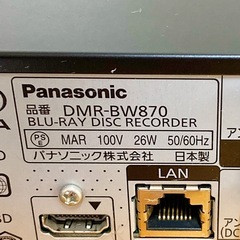 Panasonic
品番 DMR-BW870
BLU-RAY DISC RECORDER
PS E MAR 100V 26W 50/60Hz
パナソニック株式会社 日本製
LAN